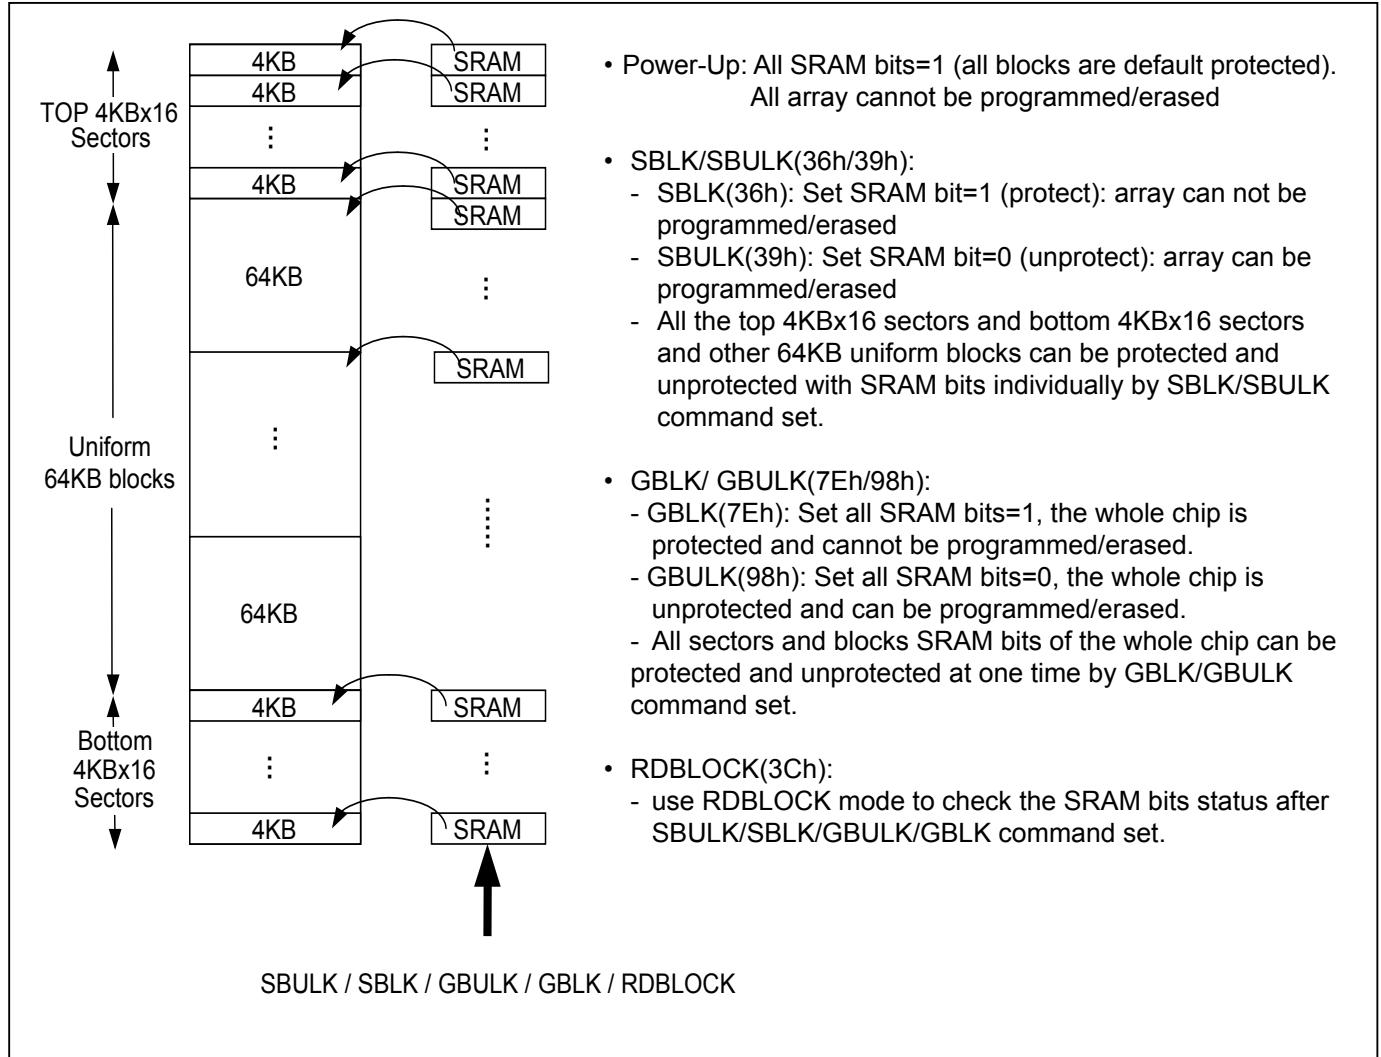 4KB
SRAM
4KB
SRAM
TOP 4KBx16
Sectors
⋮
⋮
4KB
SRAM
SRAM
64KB
⋮
SRAM
Uniform
64KB blocks
⋮
64KB
4KB
SRAM
Bottom
4KBx16
Sectors
⋮
⋮
4KB
SRAM
SBULK / SBLK / GBULK / GBLK / RDBLOCK
• Power-Up: All SRAM bits=1 (all blocks are default protected).
All array cannot be programmed/erased
• SBLK/SBULK(36h/39h):
- SBLK(36h): Set SRAM bit=1 (protect): array can not be
programmed/erased
- SBULK(39h): Set SRAM bit=0 (unprotect): array can be
programmed/erased
- All the top 4KBx16 sectors and bottom 4KBx16 sectors
and other 64KB uniform blocks can be protected and
unprotected with SRAM bits individually by SBLK/SBULK
command set.
• GBLK/ GBULK(7Eh/98h):
- GBLK(7Eh): Set all SRAM bits=1, the whole chip is
protected and cannot be programmed/erased.
- GBULK(98h): Set all SRAM bits=0, the whole chip is
unprotected and can be programmed/erased.
- All sectors and blocks SRAM bits of the whole chip can be
protected and unprotected at one time by GBLK/GBULK
command set.
• RDBLOCK(3Ch):
- use RDBLOCK mode to check the SRAM bits status after
SBULK/SBLK/GBULK/GBLK command set.